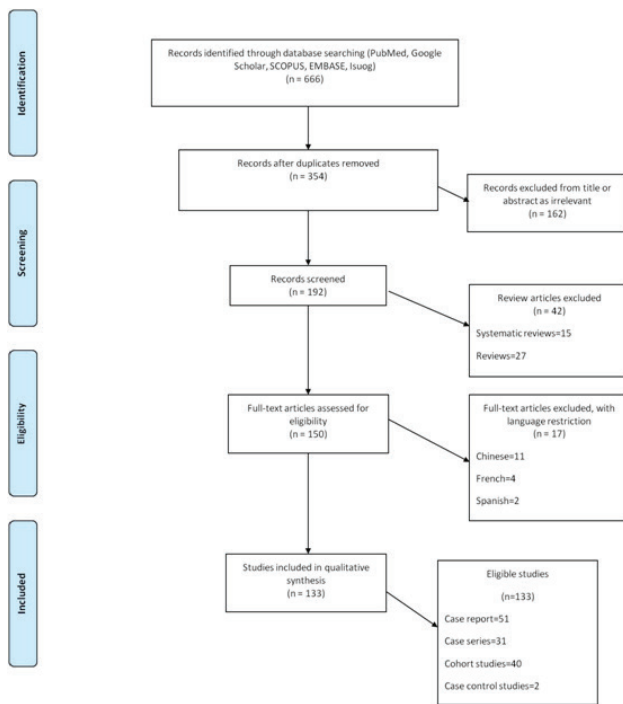 Identification
Records identified through database searching (PubMed, Google
Scholar, SCOPUS, EMBASE, Isuog)
(n = 666)
Records after duplicates removed
(n = 354)
Records excluded from title or
abstract as irrelevant
(n = 162)
Screening
Records screened
(n = 192)
Review articles excluded
(n = 42)
Systematic reviews=15
Reviews=27
Eligibility
Full-text articles assessed for
eligibility
(n = 150)
Full-text articles excluded, with
language restriction
(n = 17)
Chinese=11
French=4
Spanish=2
Included
Studies included in qualitative
synthesis
(n = 133)
Eligible studies
(n=133)
Case report=51
Case series=31
Cohort studies=40
Case control studies=2